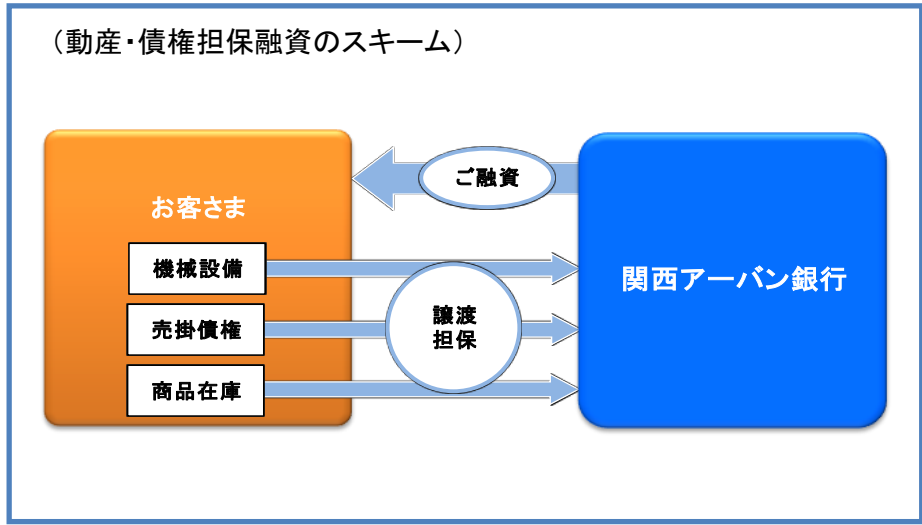 （動産・債権担保融資のスキーム）
ご融資
お客さま
機械設備
売掛債権
商品在庫
譲渡
担保
関西アーバン銀行